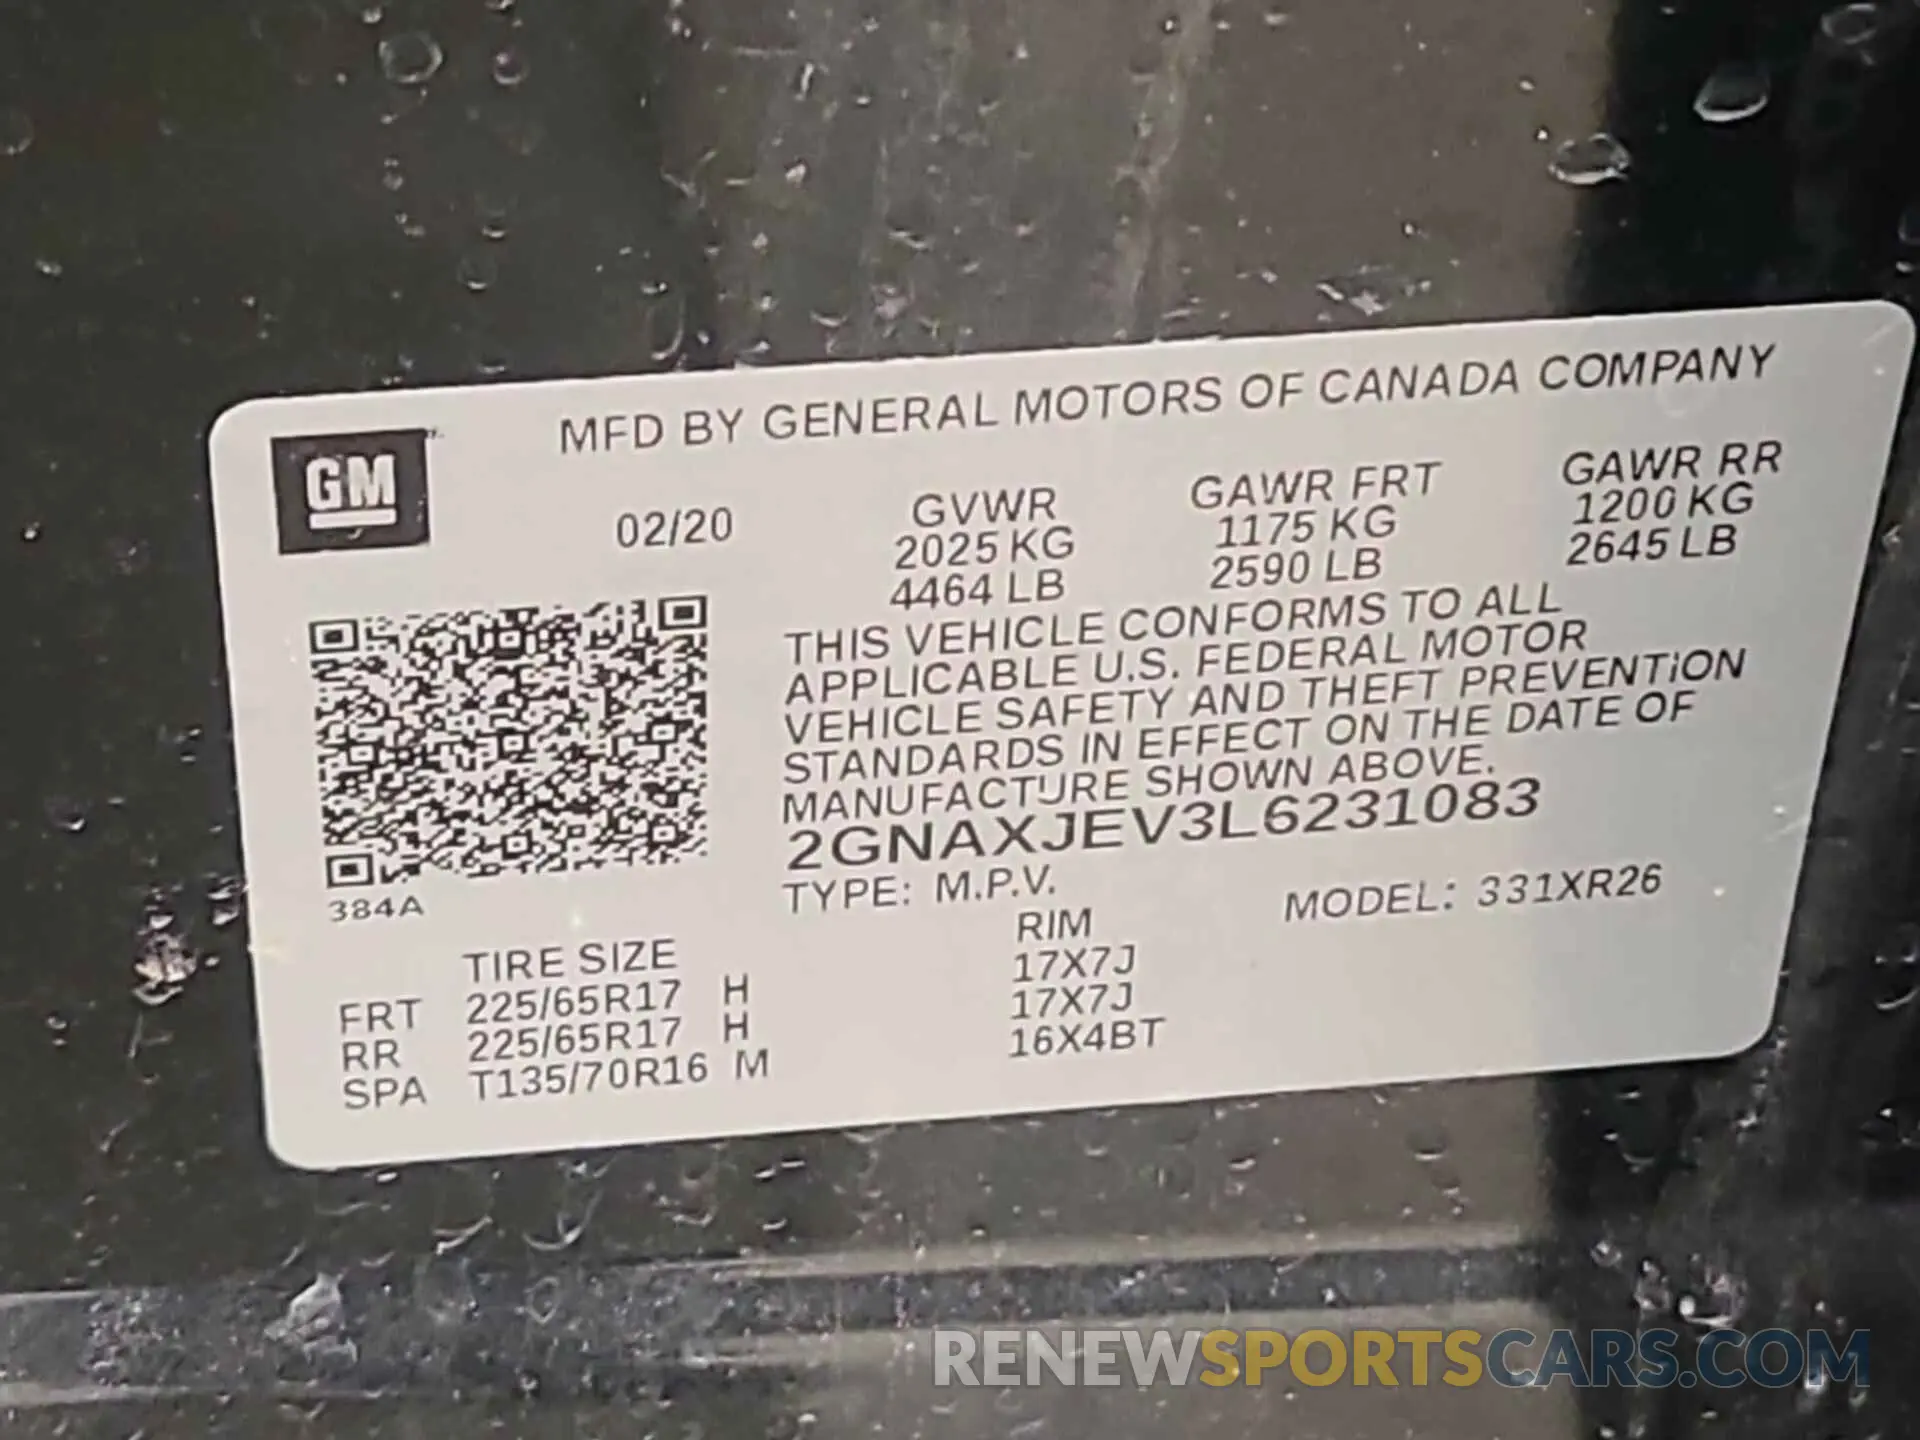 MFD BY GENERAL MOTORS OF CANADA COMPANY
GM
02/20 GVWR GAWR FRT GAWR RR
2025 KG 1175 KG 1200 KG
4464 LB 2590 LB 2645 LB
THIS VEHICLE CONFORMS TO ALL
APPLICABLE U.S. FEDERAL MOTOR
VEHICLE SAFETY AND THEFT PREVENTION
STANDARDS IN EFFECT ON THE DATE OF
MANUFACTURE SHOWN ABOVE.
2GNAXJEV3L6231083
TYPE: M.P.V. MODEL: 331XR26
384A
TIRE SIZE RIM
FRT 225/65R17 H 17X7J
RR 225/65R17 H 17X7J
SPA T135/70R16 M 16X4BT
RENEWSPORTSCARS.COM